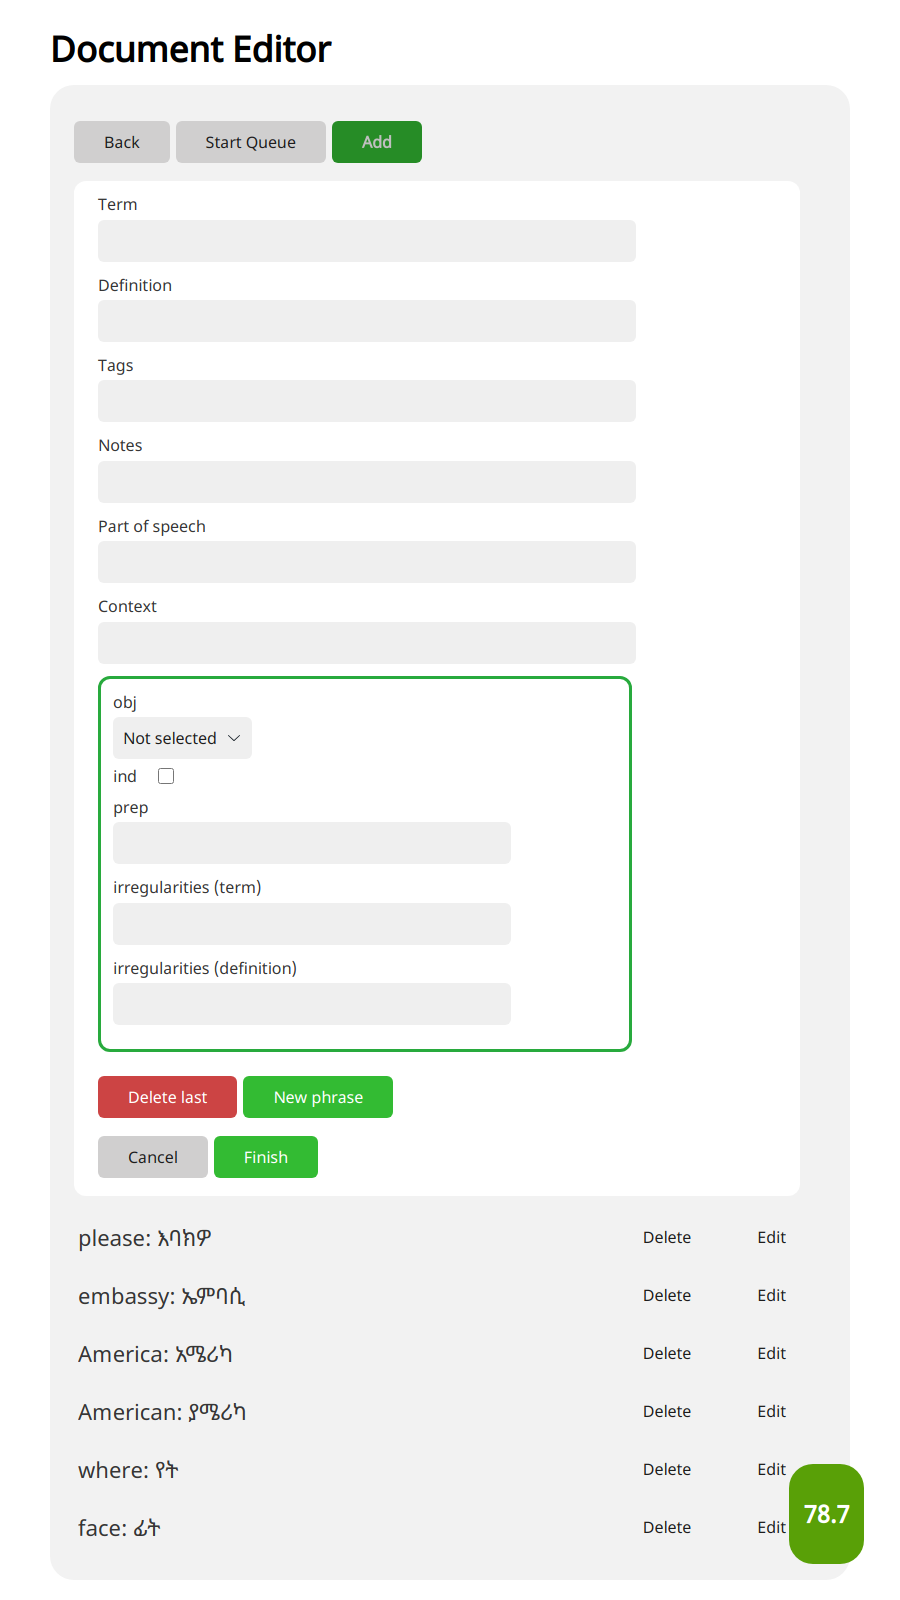 Document Editor
Back Start Queue Add
Term
Definition
Tags
Notes
Part of speech
Context
obj
Not selected
ind
prep
irregularities (term)
irregularities (definition)
Delete last New phrase
Cancel Finish
please: እባክዎ Delete Edit
embassy: ኤምባሲ Delete Edit
America: አሜሪካ Delete Edit
American: ያሜሪካ Delete Edit
where: የት Delete Edit
face: ፊት Delete Edit
78.7